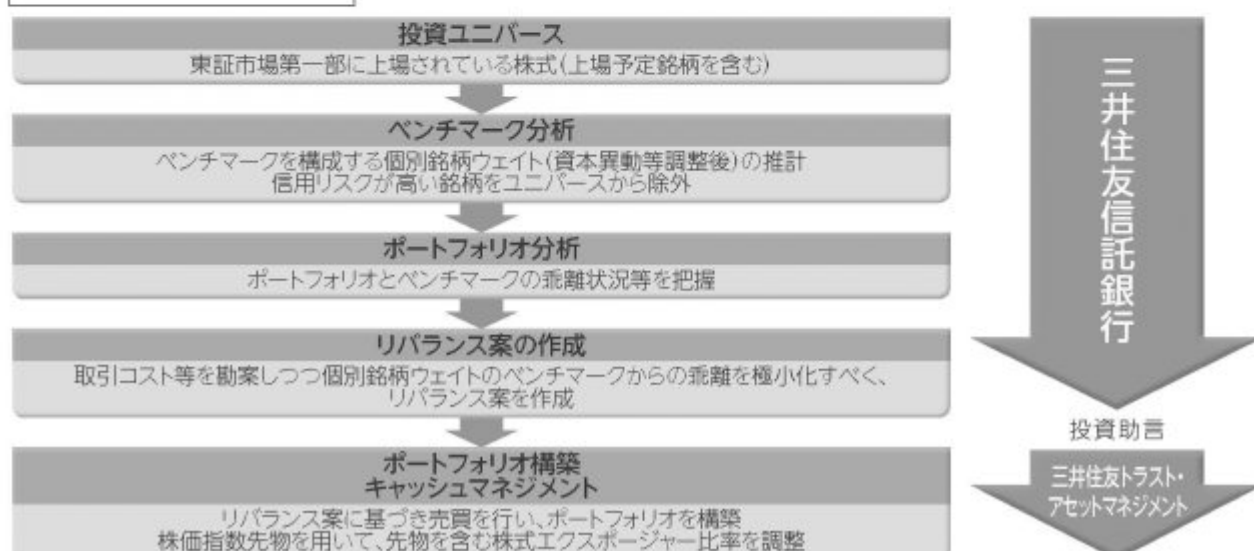 投資ユニバース
東証市場第一部に上場されている株式(上場予定銘柄を含む)
ベンチマーク分析
ベンチマークを構成する個別銘柄ウェイト(資本異動等調整後)の推計
信用リスクが高い銘柄をユニバースから除外
ポートフォリオ分析
ポートフォリオとベンチマークの乖離状況等を把握
リバランス案の作成
取引コスト等を勘案しつつ個別銘柄ウェイトのベンチマークからの乖離を極小化すべく、
リバランス案を作成
ポートフォリオ構築
キャッシュマネジメント
リバランス案に基づき売買を行い、ポートフォリオを構築
株価指数先物を用いて、先物を含む株式エクスポージャー比率を調整
三井住友信託銀行
投資助言
三井住友トラスト・
アセットマネジメント